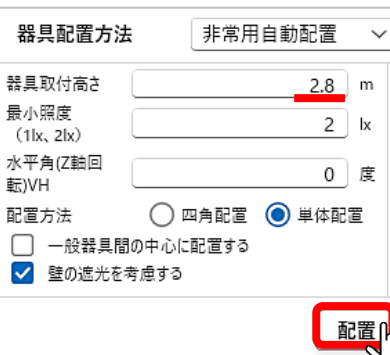 器具配置方法 非常用自動配置
器具取付高さ 2.8 m
最小照度
（1lx、2lx） 2 lx
水平角(Z軸回
転)VH 0 度
配置方法 四角配置 単体配置
一般器具間の中心に配置する
壁の遮光を考慮する
配置